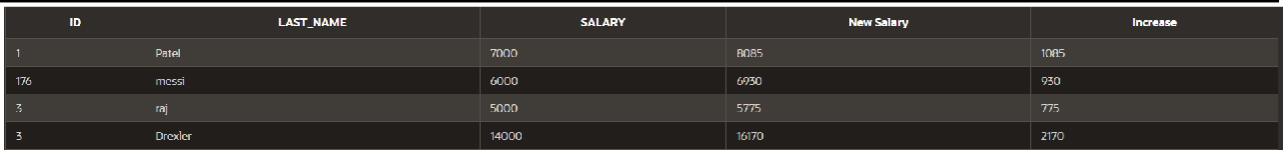 ID LAST_NAME SALARY New Salary Increase
1 Patel 7000 8085 1085
176 messi 6000 6930 930
3 raj 5000 5775 775
3 Drexler 14000 16170 2170